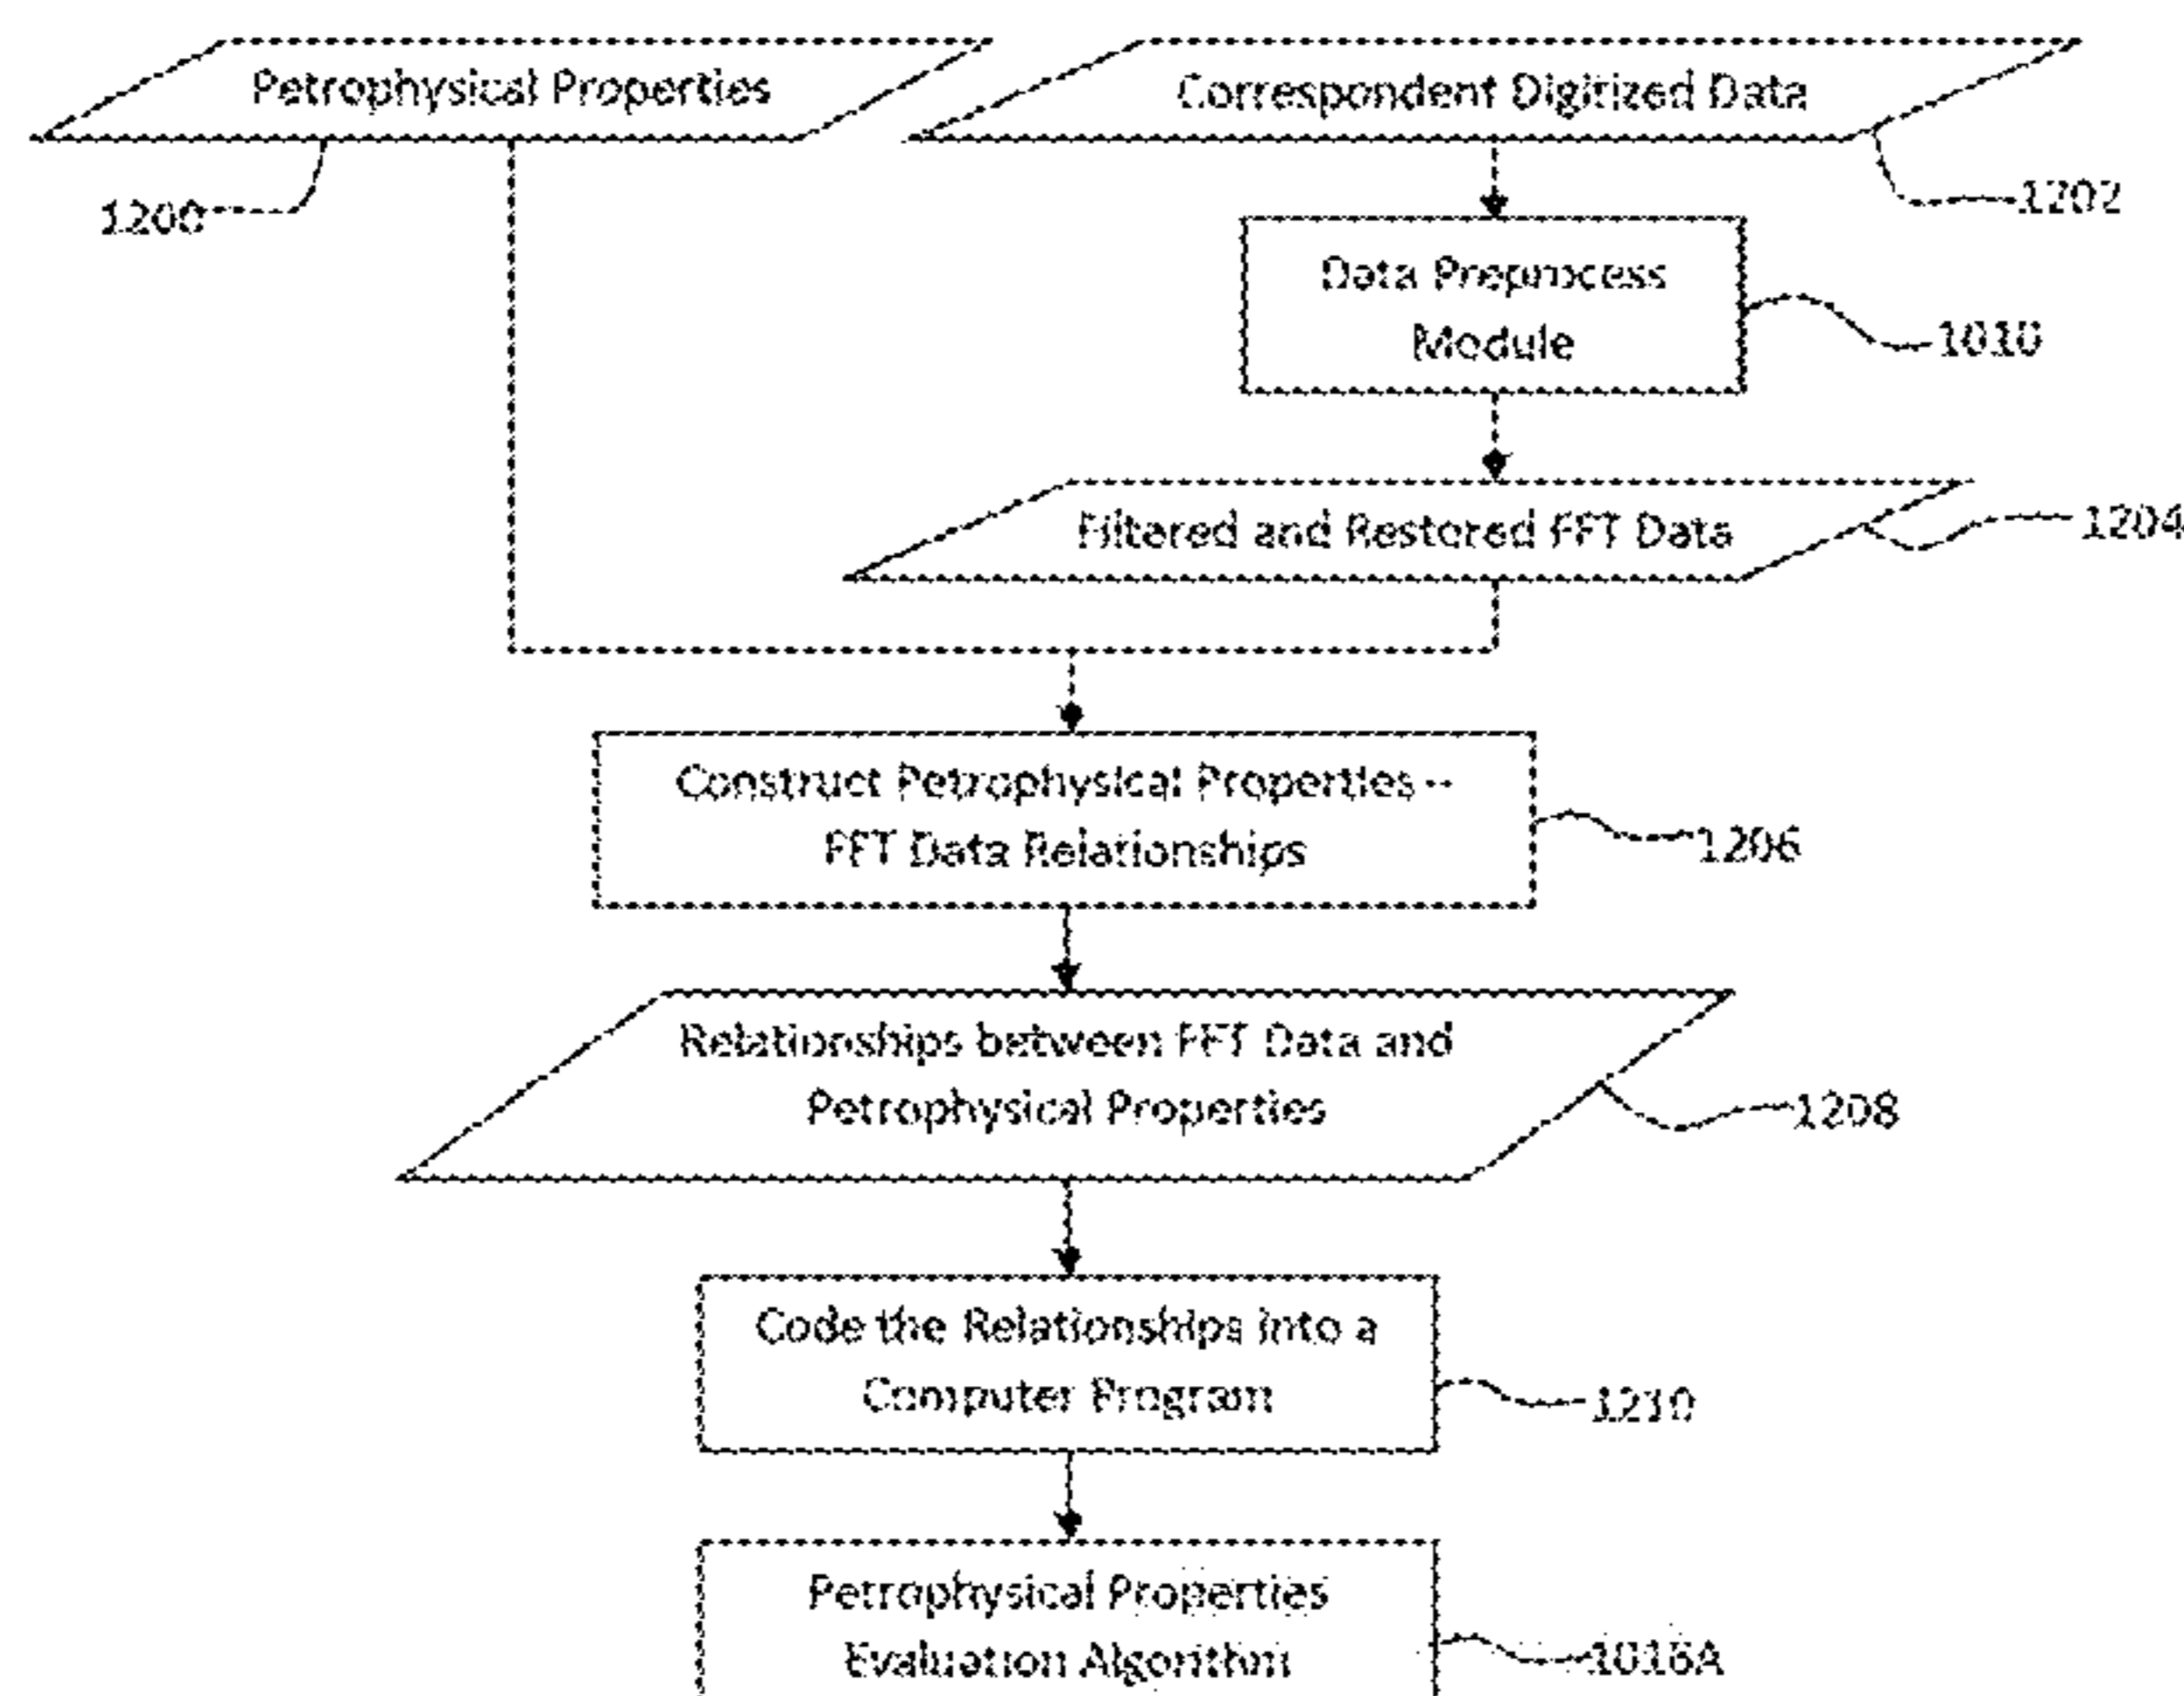 Petrophysical Properties
Correspondent Digitized Data
1200
1202
Data Preprocess
Module
1010
Filtered and Restored FFT Data
1204
Construct Petrophysical Properties --
FFT Data Relationships
1206
Relationships between FFT Data and
Petrophysical Properties
1208
Code the Relationships into a
Computer Program
1210
Petrophysical Properties
Evaluation Algorithm
1016A